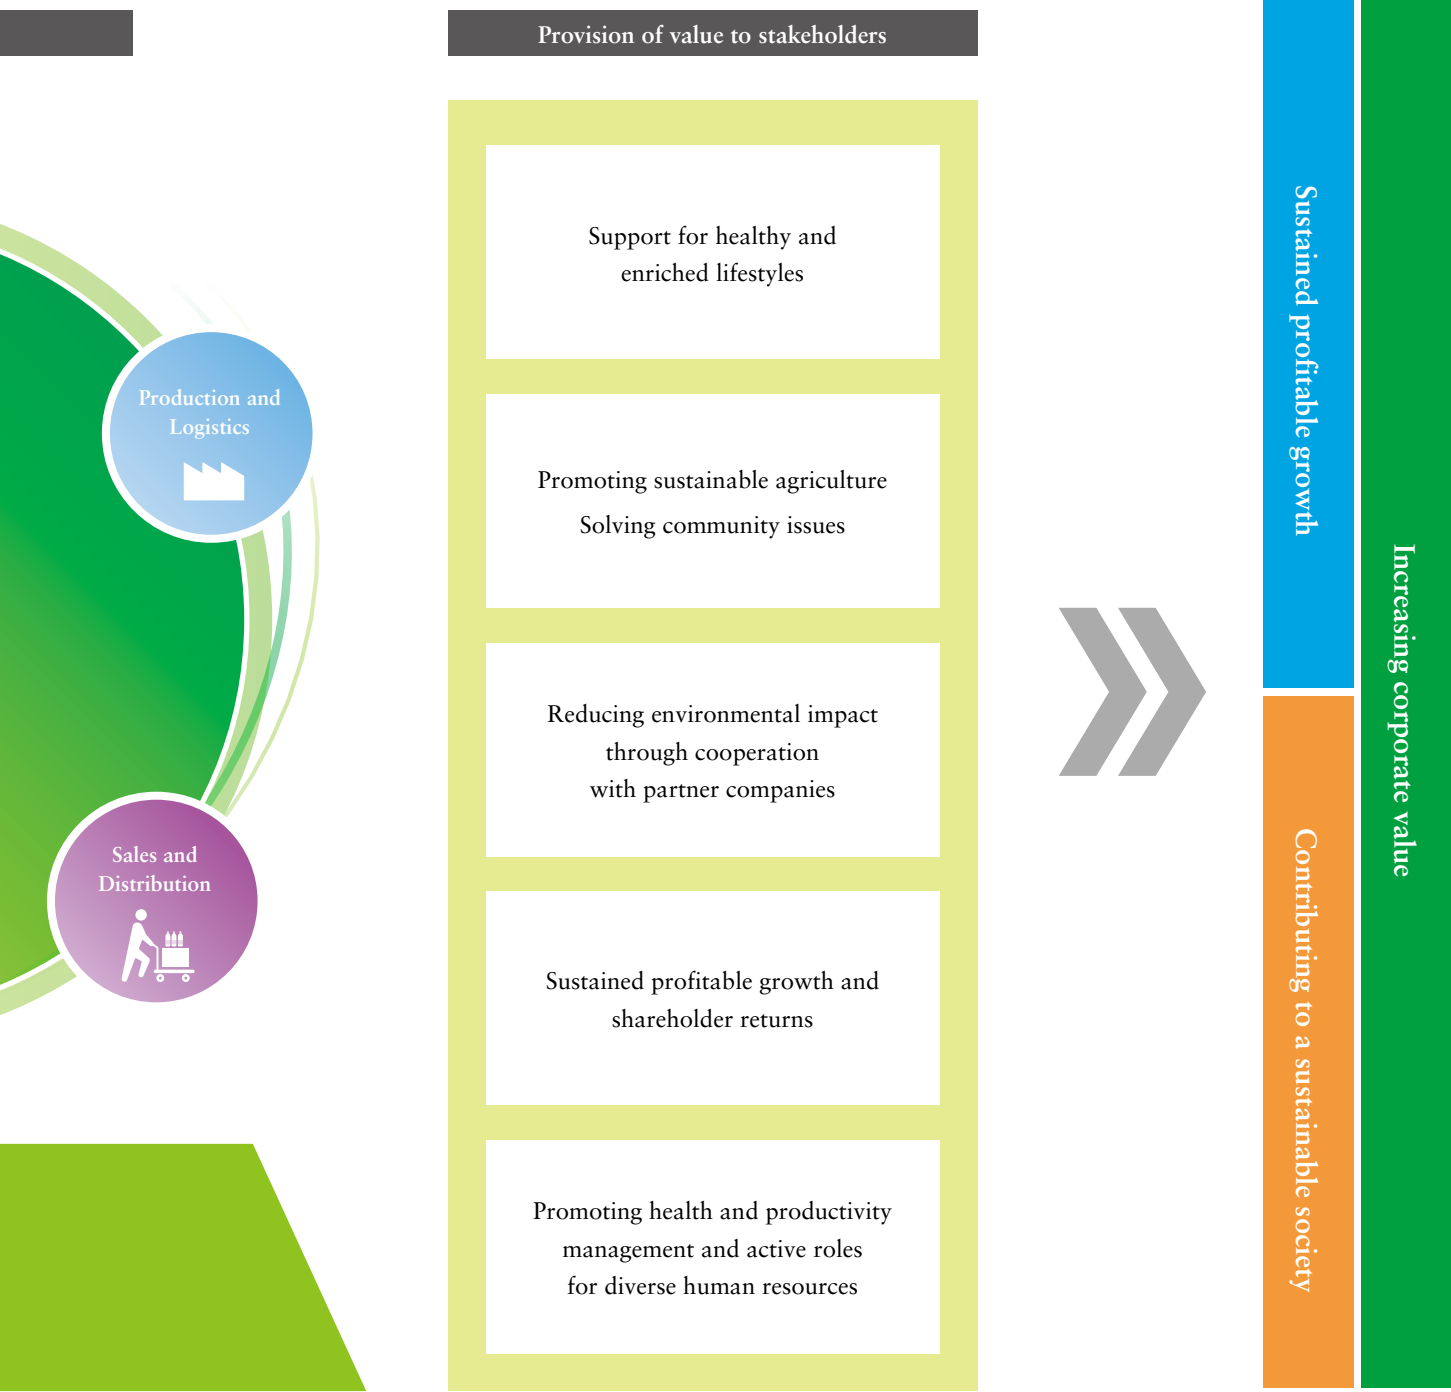 Provision of value to stakeholders
Production and
Logistics
Sales and
Distribution
Support for healthy and
enriched lifestyles
Promoting sustainable agriculture
Solving community issues
Reducing environmental impact
through cooperation
with partner companies
Sustained profitable growth and
shareholder returns
Promoting health and productivity
management and active roles
for diverse human resources
Sustained profitable growth
Contributing to a sustainable society
Increasing corporate value